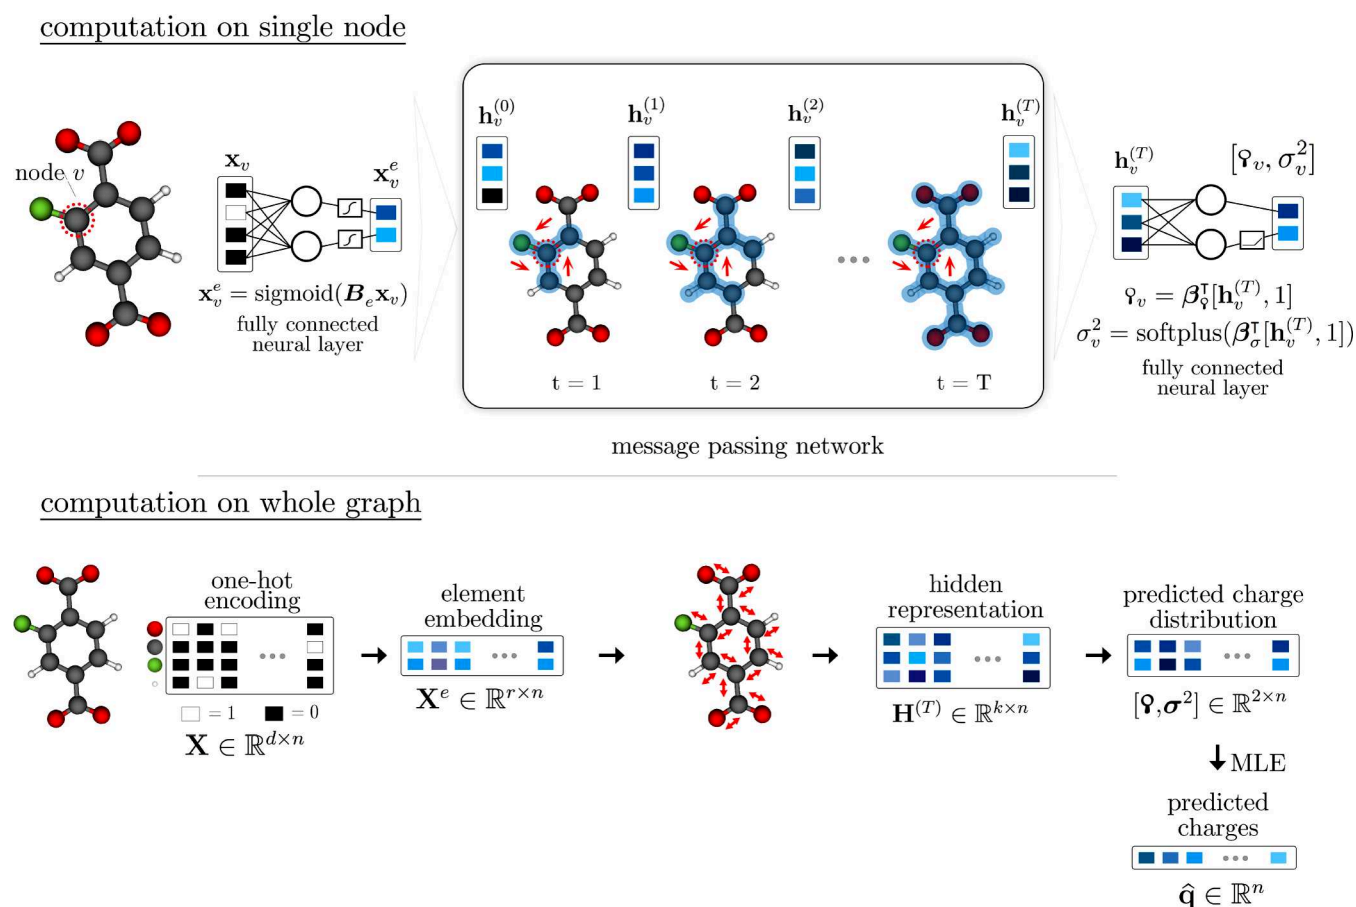 computation on single node
node v
𝐱_v
𝐱_v^e
𝐱_v^e = sigmoid(𝑩_e 𝐱_v)
fully connected
neural layer
𝐡_v^(0)
𝐡_v^(1)
𝐡_v^(2)
𝐡_v^(T)
t = 1
t = 2
t = T
message passing network
𝐡_v^(T)
[ϙ_v, σ_v^2]
ϙ_v = 𝜷_ϙ^⊤[𝐡_v^(T), 1]
σ_v^2 = softplus(𝜷_σ^⊤[𝐡_v^(T), 1])
fully connected
neural layer
computation on whole graph
one-hot
encoding
= 1
= 0
𝐗 ∈ ℝ^{d×n}
element
embedding
𝐗^e ∈ ℝ^{r×n}
hidden
representation
𝐇^(T) ∈ ℝ^{k×n}
predicted charge
distribution
[ϙ,𝝈^2] ∈ ℝ^{2×n}
MLE
predicted
charges
𝐪̂ ∈ ℝ^n